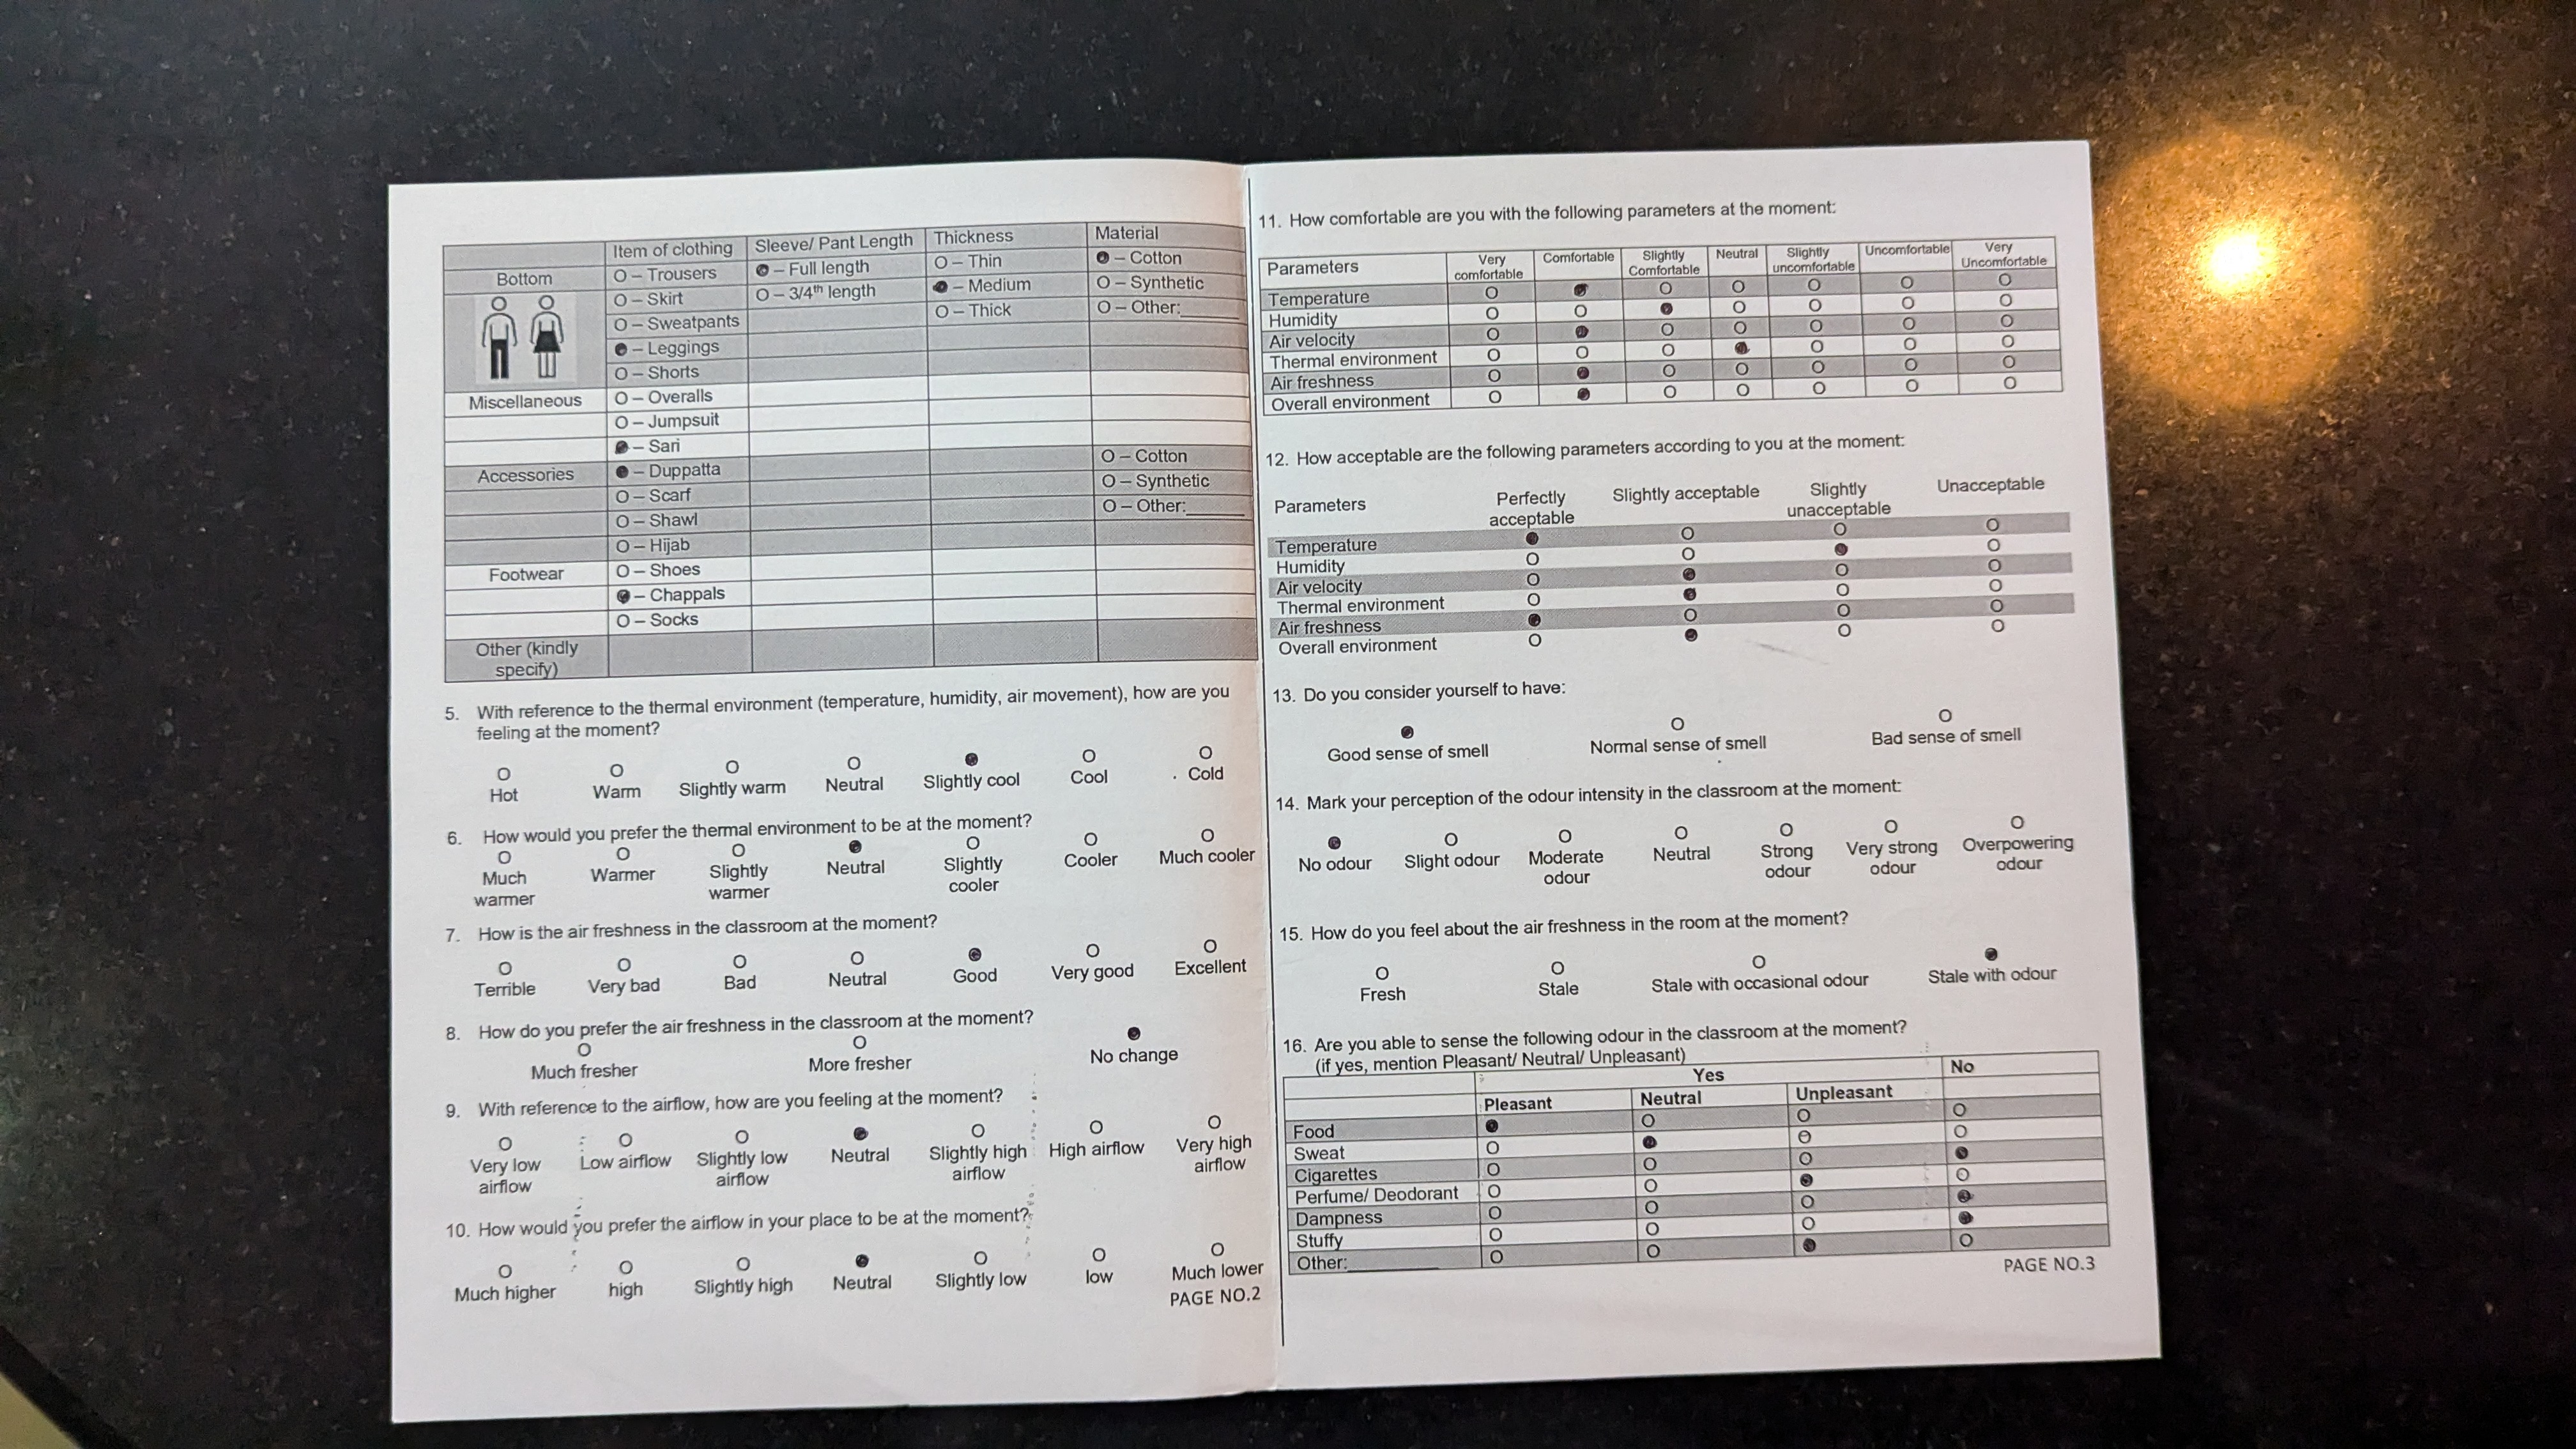 Item of clothing Sleeve/ Pant Length Thickness Material
Bottom O – Trousers ● – Full length O – Thin ● – Cotton
O – Skirt O – 3/4th length ● – Medium O – Synthetic
O – Sweatpants O – Thick O – Other:______
● – Leggings
O – Shorts
Miscellaneous O – Overalls
O – Jumpsuit
● – Sari
Accessories ● – Duppatta O – Cotton
O – Scarf O – Synthetic
O – Shawl O – Other:______
O – Hijab
Footwear O – Shoes
● – Chappals
O – Socks
Other (kindly
specify)
5. With reference to the thermal environment (temperature, humidity, air movement), how are you
feeling at the moment?
O O O O ● O O
Hot Warm Slightly warm Neutral Slightly cool Cool Cold
6. How would you prefer the thermal environment to be at the moment?
O O O ● O O O
Much warmer Warmer Slightly warmer Neutral Slightly cooler Cooler Much cooler
7. How is the air freshness in the classroom at the moment?
O O O O ● O O
Terrible Very bad Bad Neutral Good Very good Excellent
8. How do you prefer the air freshness in the classroom at the moment?
O O ●
Much fresher More fresher No change
9. With reference to the airflow, how are you feeling at the moment?
O O O ● O O O
Very low airflow Low airflow Slightly low airflow Neutral Slightly high airflow High airflow Very high airflow
10. How would you prefer the airflow in your place to be at the moment?
O O O ● O O O
Much higher high Slightly high Neutral Slightly low low Much lower
PAGE NO.2
11. How comfortable are you with the following parameters at the moment:
Parameters Very comfortable Comfortable Slightly Comfortable Neutral Slightly uncomfortable Uncomfortable Very Uncomfortable
Temperature O ● O O O O O
Humidity O O ● O O O O
Air velocity O ● O O O O O
Thermal environment O O O ● O O O
Air freshness O ● O O O O O
Overall environment O ● O O O O O
12. How acceptable are the following parameters according to you at the moment:
Parameters Perfectly acceptable Slightly acceptable Slightly unacceptable Unacceptable
Temperature ● O O O
Humidity O O ● O
Air velocity O ● O O
Thermal environment O ● O O
Air freshness ● O O O
Overall environment O ● O O
13. Do you consider yourself to have:
● O O
Good sense of smell Normal sense of smell Bad sense of smell
14. Mark your perception of the odour intensity in the classroom at the moment:
● O O O O O O
No odour Slight odour Moderate odour Neutral Strong odour Very strong odour Overpowering odour
15. How do you feel about the air freshness in the room at the moment?
O O O ●
Fresh Stale Stale with occasional odour Stale with odour
16. Are you able to sense the following odour in the classroom at the moment?
(if yes, mention Pleasant/ Neutral/ Unpleasant)
Yes No
Pleasant Neutral Unpleasant
Food ● O O O
Sweat O ● O O
Cigarettes O O O ●
Perfume/ Deodorant O O ● O
Dampness O O O ●
Stuffy O O O ●
Other:__________ O O ● O
PAGE NO.3